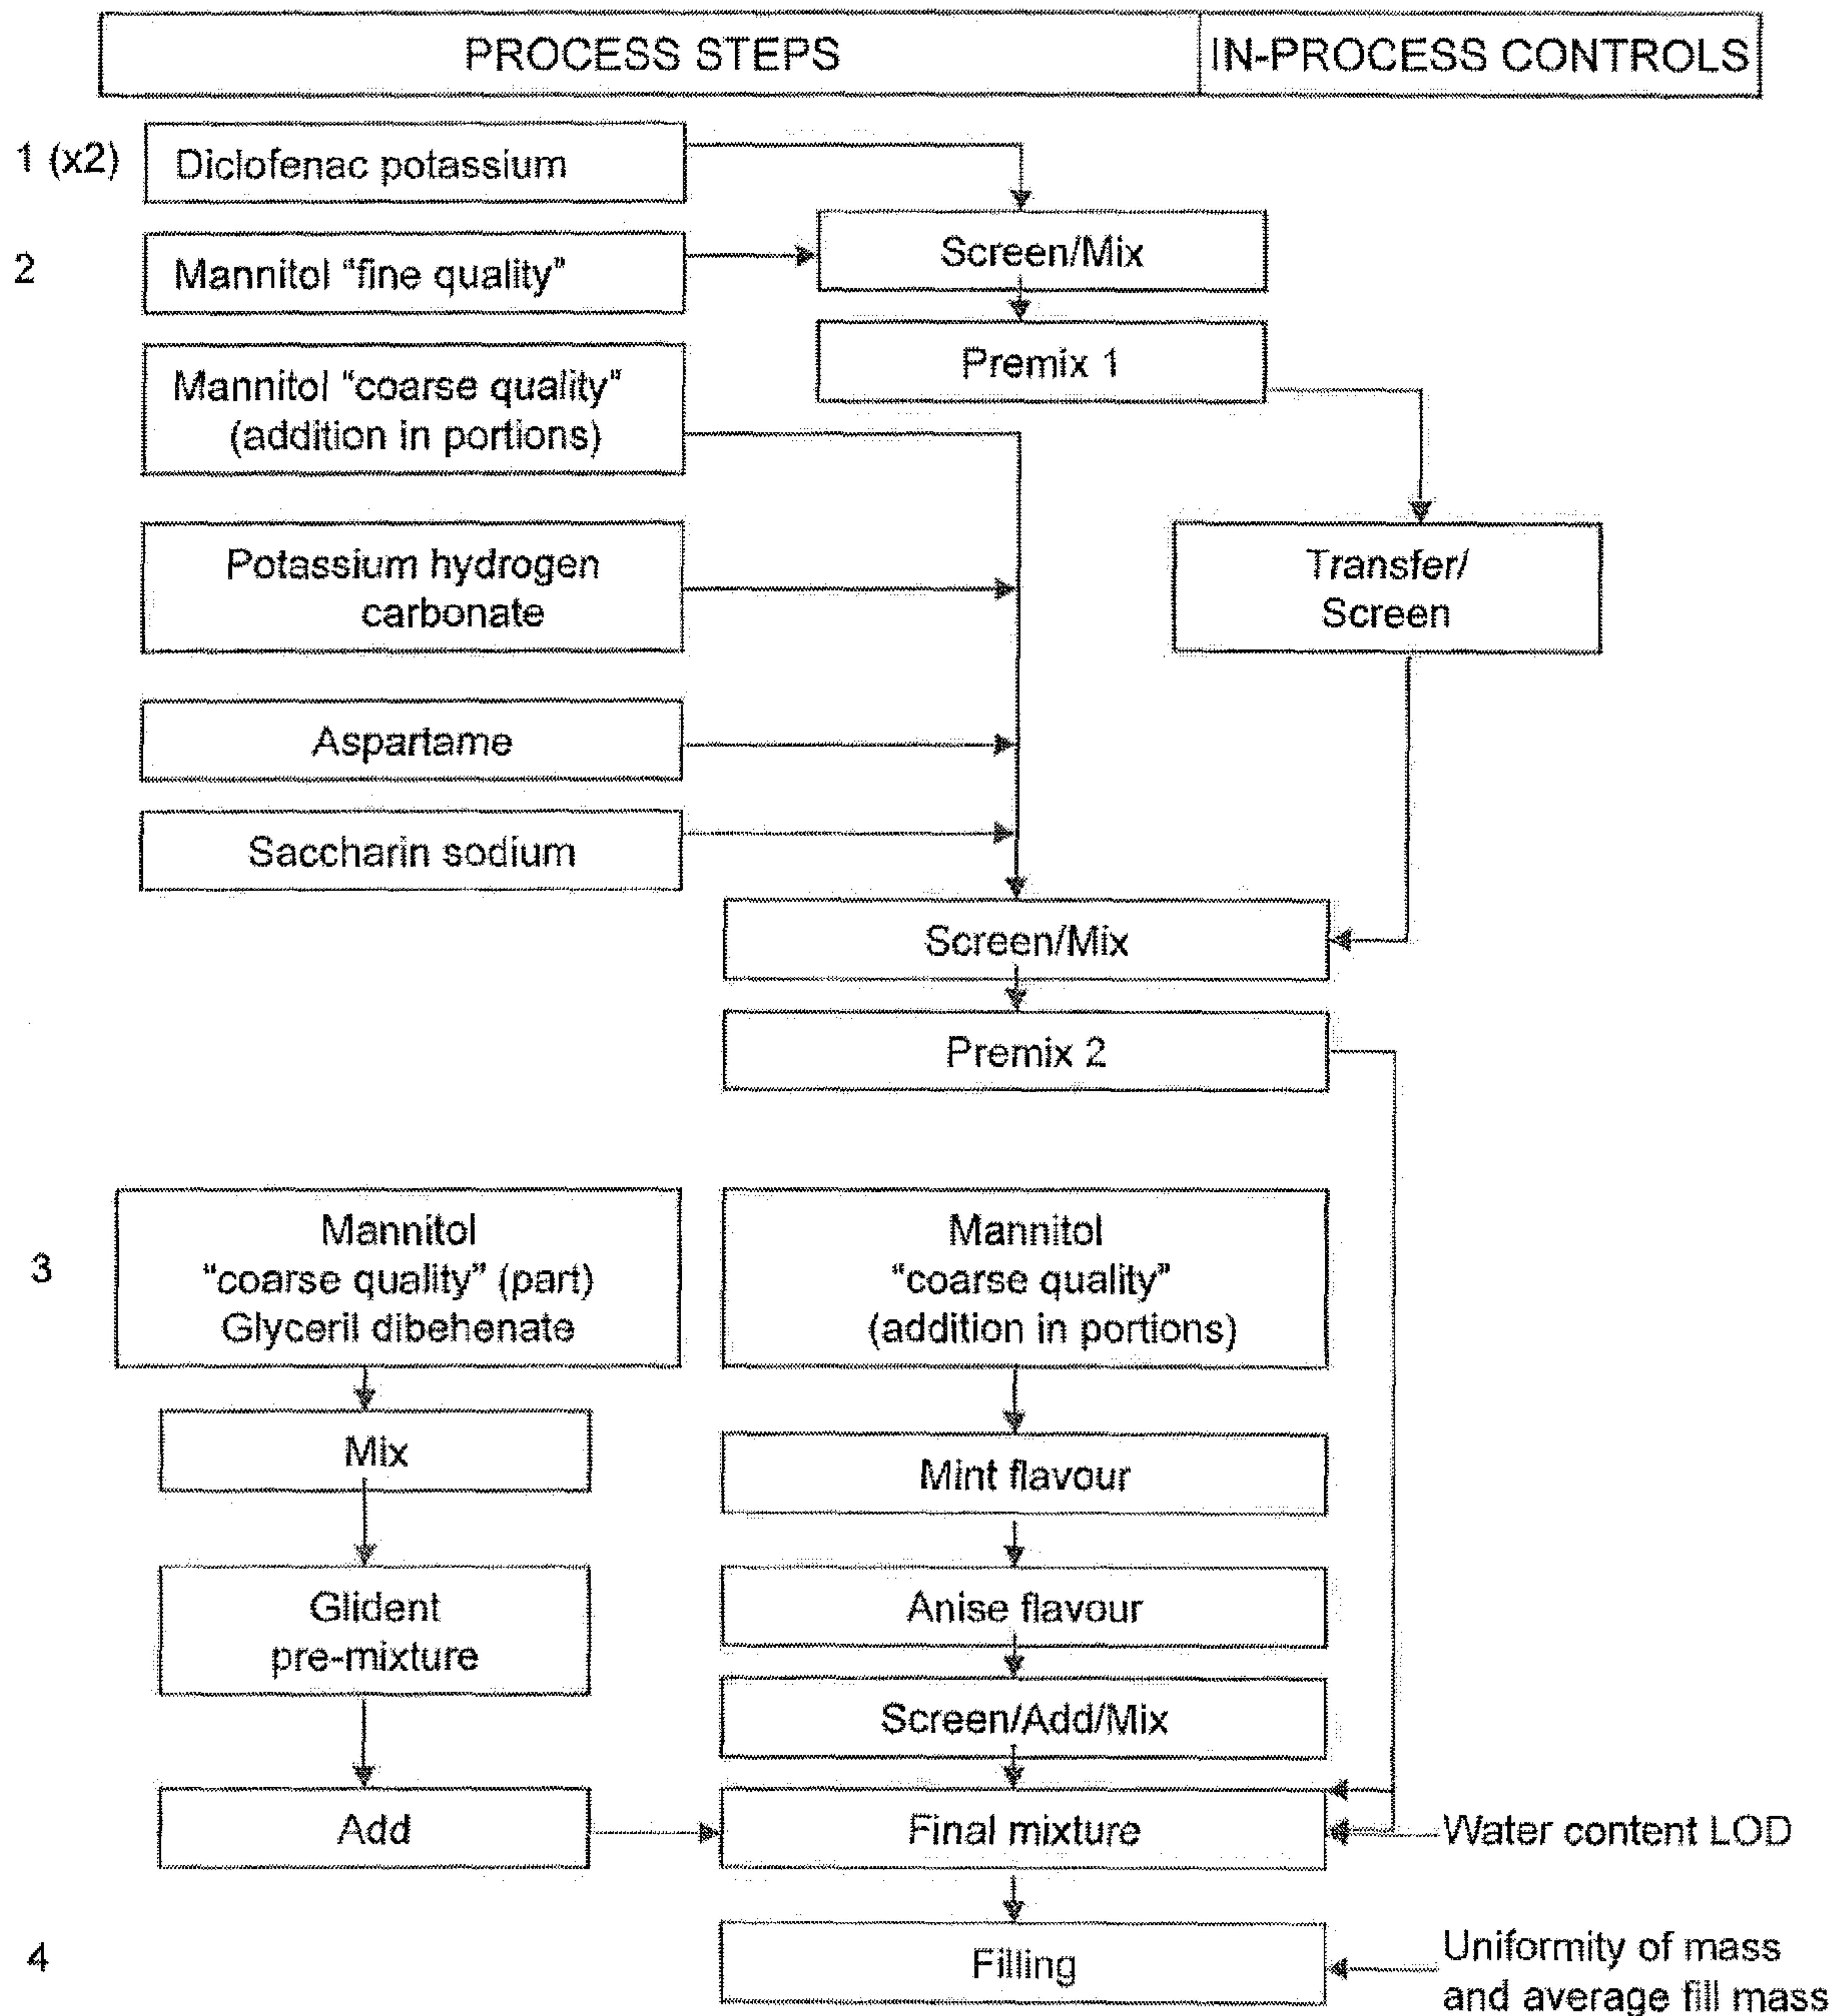 PROCESS STEPS
IN-PROCESS CONTROLS
1 (x2)
Diclofenac potassium
2
Mannitol “fine quality”
Screen/Mix
Premix 1
Mannitol “coarse quality”
(addition in portions)
Potassium hydrogen
carbonate
Transfer/
Screen
Aspartame
Saccharin sodium
Screen/Mix
Premix 2
3
Mannitol
“coarse quality” (part)
Glyceril dibehenate
Mannitol
“coarse quality”
(addition in portions)
Mix
Mint flavour
Glident
pre-mixture
Anise flavour
Screen/Add/Mix
Add
Final mixture
Water content LOD
4
Filling
Uniformity of mass
and average fill mass